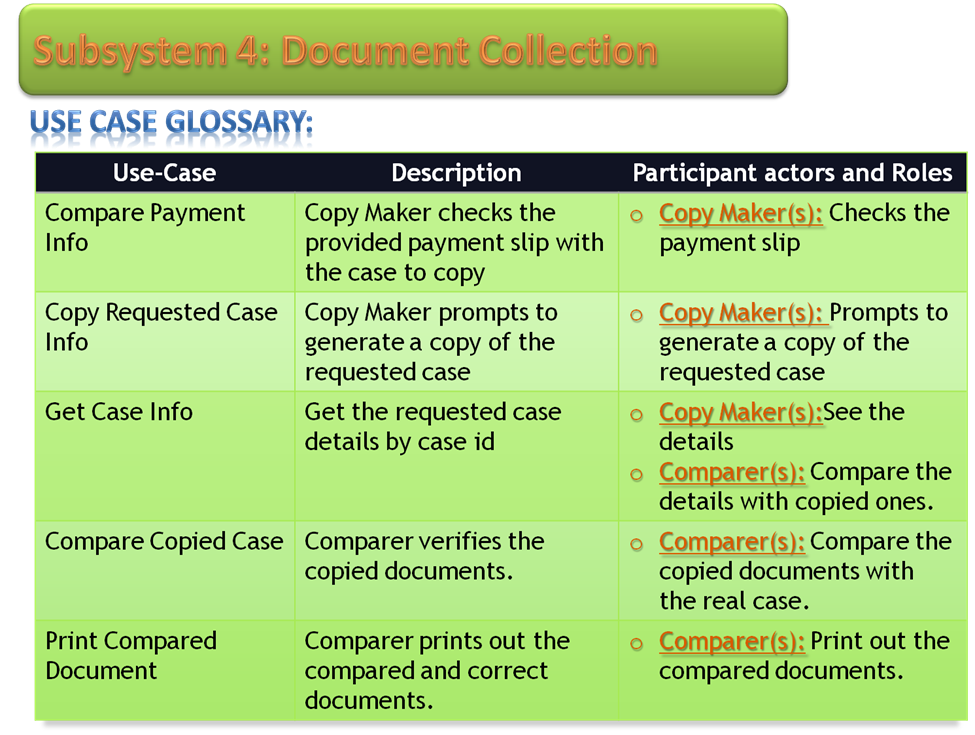 Subsystem 4: Document Collection
USE CASE GLOSSARY:
Use-Case
Description
Participant actors and Roles
Compare Payment
Info
Copy Maker checks the
provided payment slip with
the case to copy
o Copy Maker(s): Checks the
payment slip
Copy Requested Case
Info
Copy Maker prompts to
generate a copy of the
requested case
o Copy Maker(s): Prompts to
generate a copy of the
requested case
Get Case Info
Get the requested case
details by case id
o Copy Maker(s):See the
details
o Comparer(s): Compare the
details with copied ones.
Compare Copied Case
Comparer verifies the
copied documents.
o Comparer(s): Compare the
copied documents with
the real case.
Print Compared
Document
Comparer prints out the
compared and correct
documents.
o Comparer(s): Print out the
compared documents.